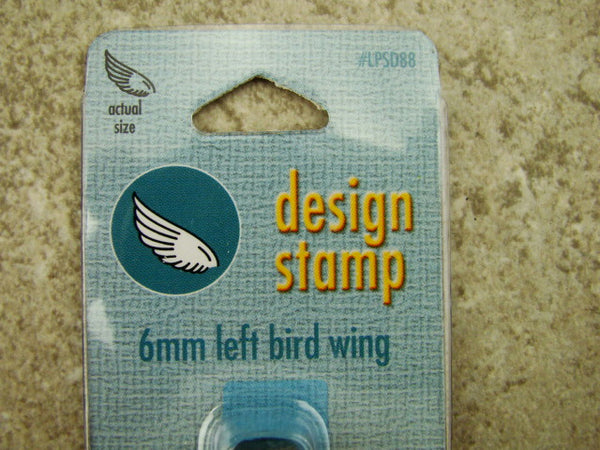 #LPSD88
actual
size
design
stamp
6mm left bird wing